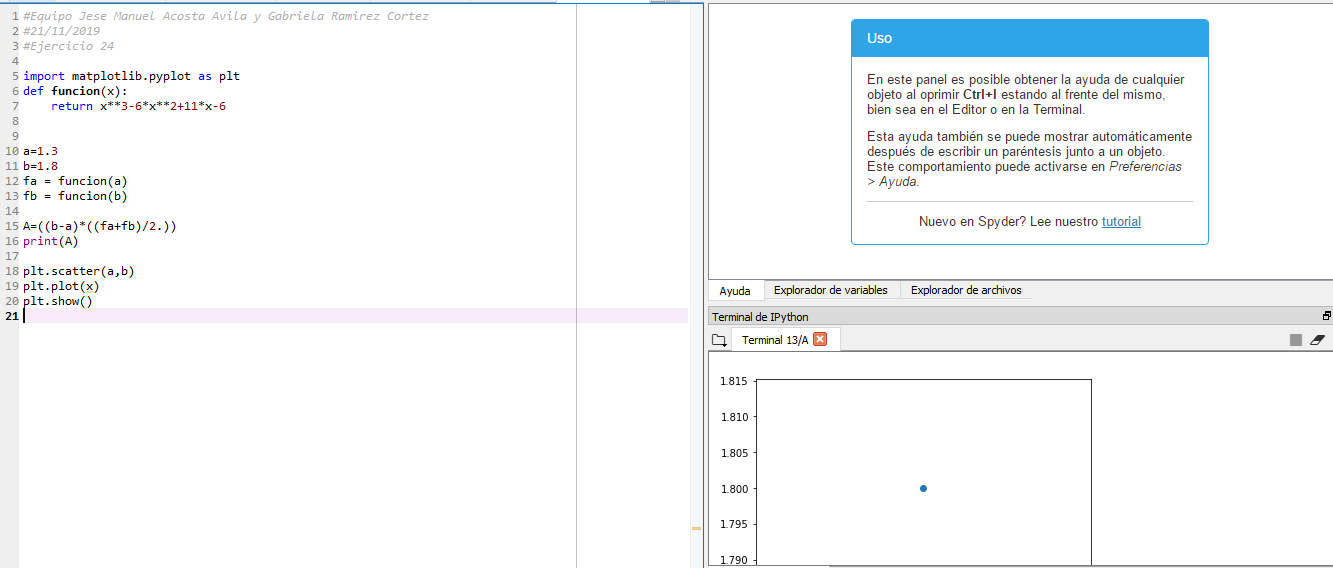 1 #Equipo Jese Manuel Acosta Avila y Gabriela Ramirez Cortez
2 #21/11/2019
3 #Ejercicio 24
4
5 import matplotlib.pyplot as plt
6 def funcion(x):
7     return x**3-6*x**2+11*x-6
8
9
10 a=1.3
11 b=1.8
12 fa = funcion(a)
13 fb = funcion(b)
14
15 A=((b-a)*((fa+fb)/2.))
16 print(A)
17
18 plt.scatter(a,b)
19 plt.plot(x)
20 plt.show()
21
Uso
En este panel es posible obtener la ayuda de cualquier
objeto al oprimir Ctrl+I estando al frente del mismo,
bien sea en el Editor o en la Terminal.
Esta ayuda también se puede mostrar automáticamente
después de escribir un paréntesis junto a un objeto.
Este comportamiento puede activarse en Preferencias
> Ayuda.
Nuevo en Spyder? Lee nuestro tutorial
Ayuda Explorador de variables Explorador de archivos
Terminal de IPython
Terminal 13/A
1.815
1.810
1.805
1.800
1.795
1.790